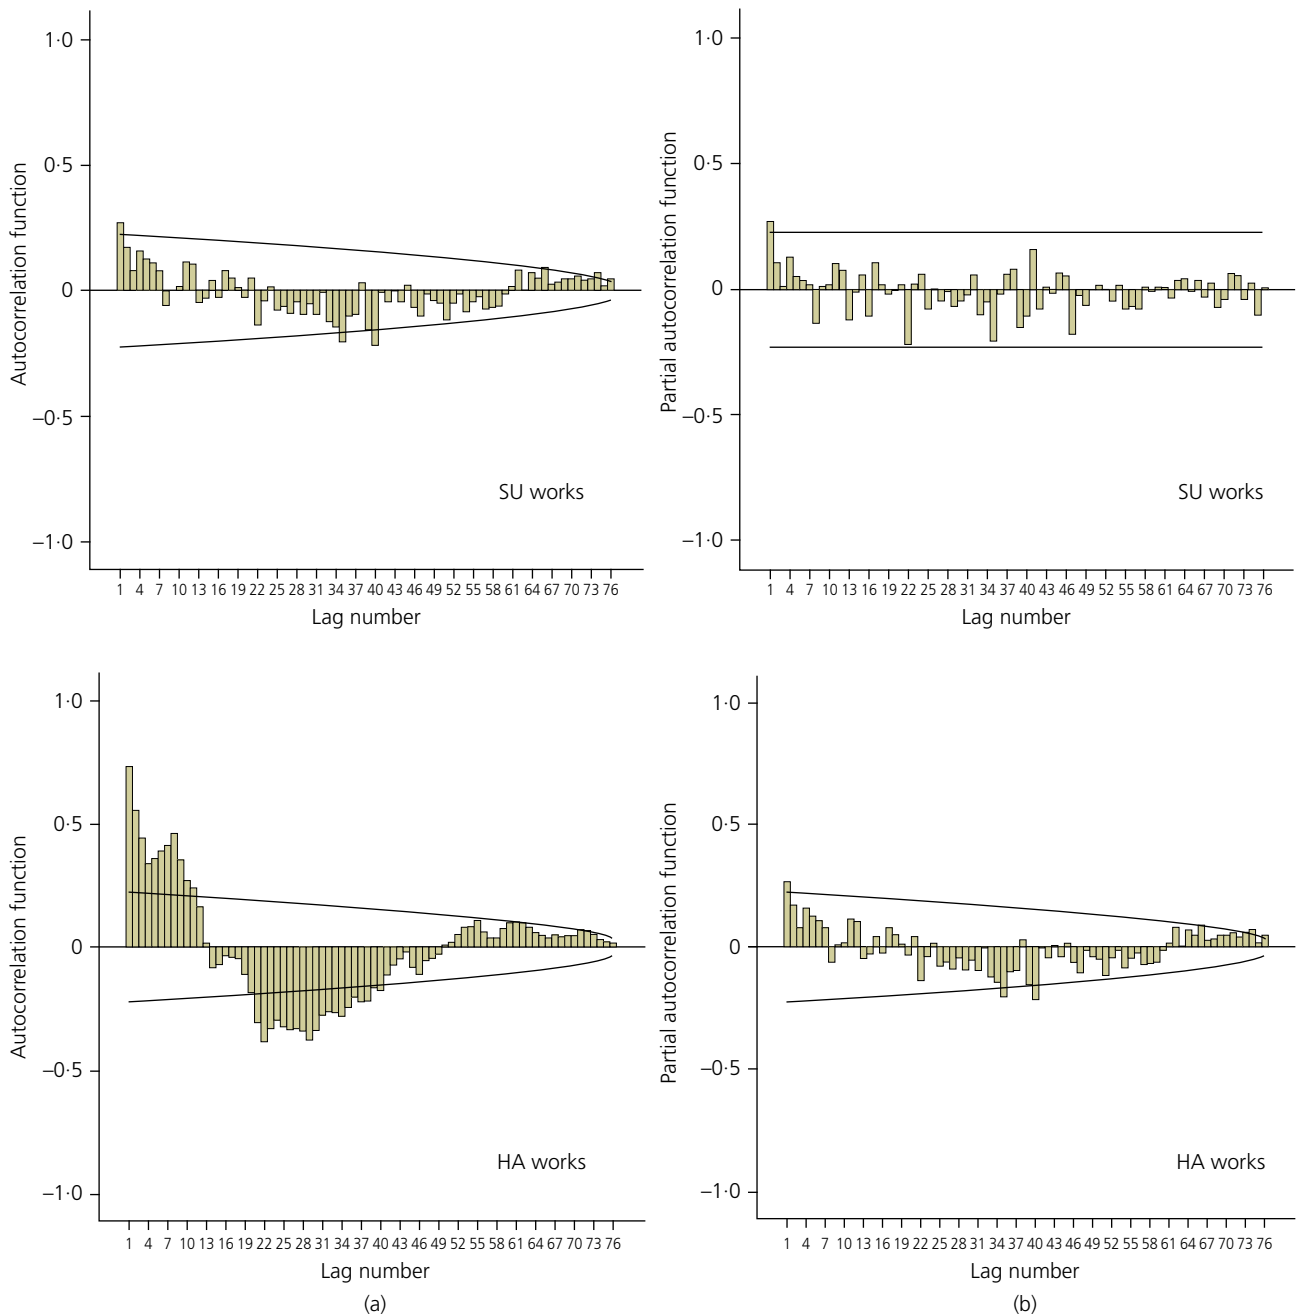 1·0
0·5
0
–0·5
–1·0
Autocorrelation function
SU works
1 4 7 10 13 16 19 22 25 28 31 34 37 40 43 46 49 52 55 58 61 64 67 70 73 76
Lag number
1·0
0·5
0
–0·5
–1·0
Partial autocorrelation function
SU works
1 4 7 10 13 16 19 22 25 28 31 34 37 40 43 46 49 52 55 58 61 64 67 70 73 76
Lag number
1·0
0·5
0
–0·5
–1·0
Autocorrelation function
HA works
1 4 7 10 13 16 19 22 25 28 31 34 37 40 43 46 49 52 55 58 61 64 67 70 73 76
Lag number
(a)
1·0
0·5
0
–0·5
–1·0
Partial autocorrelation function
HA works
1 4 7 10 13 16 19 22 25 28 31 34 37 40 43 46 49 52 55 58 61 64 67 70 73 76
Lag number
(b)